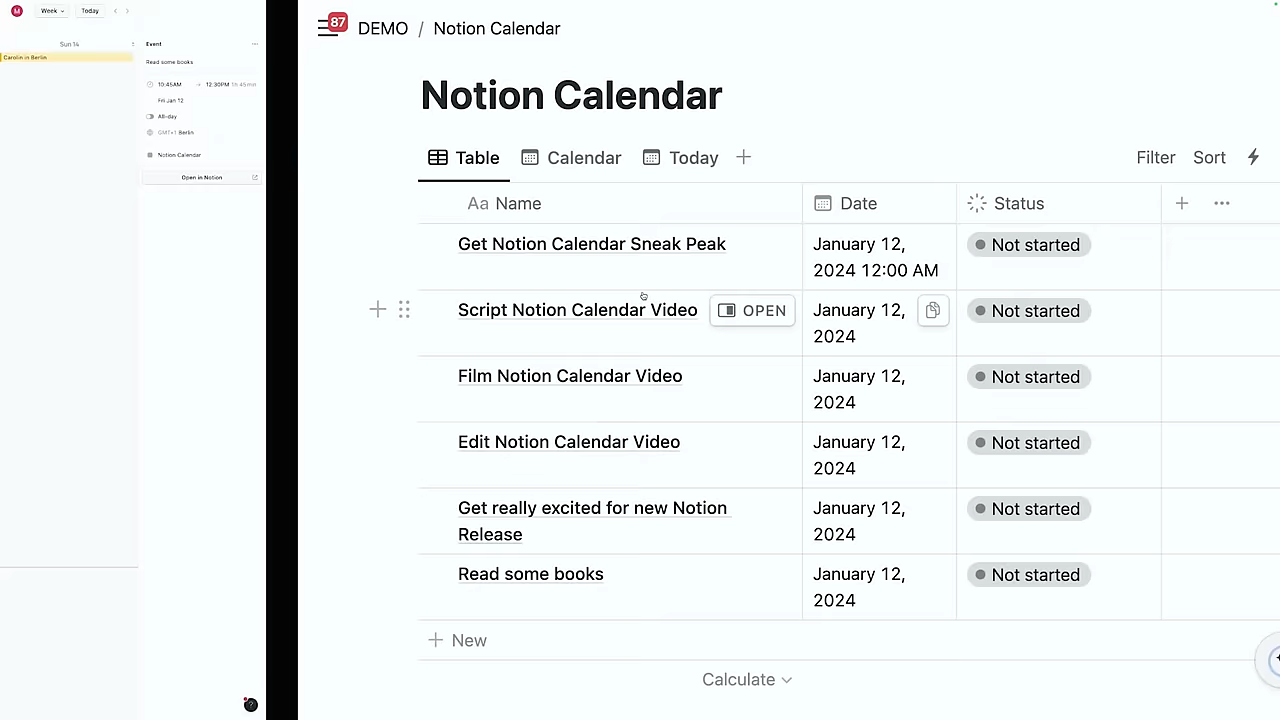 M Week Today
Sun 14
Carolin in Berlin
Event
Read some books
10:45AM → 12:30PM 1h 45min
Fri Jan 12
All-day
GMT+1 Berlin
Notion Calendar
Open in Notion
?
87 DEMO / Notion Calendar
Notion Calendar
Table Calendar Today + Filter Sort
Aa Name Date Status + ...
Get Notion Calendar Sneak Peak January 12, 2024 12:00 AM Not started
Script Notion Calendar Video OPEN January 12, 2024 Not started
Film Notion Calendar Video January 12, 2024 Not started
Edit Notion Calendar Video January 12, 2024 Not started
Get really excited for new Notion Release January 12, 2024 Not started
Read some books January 12, 2024 Not started
+ New
Calculate